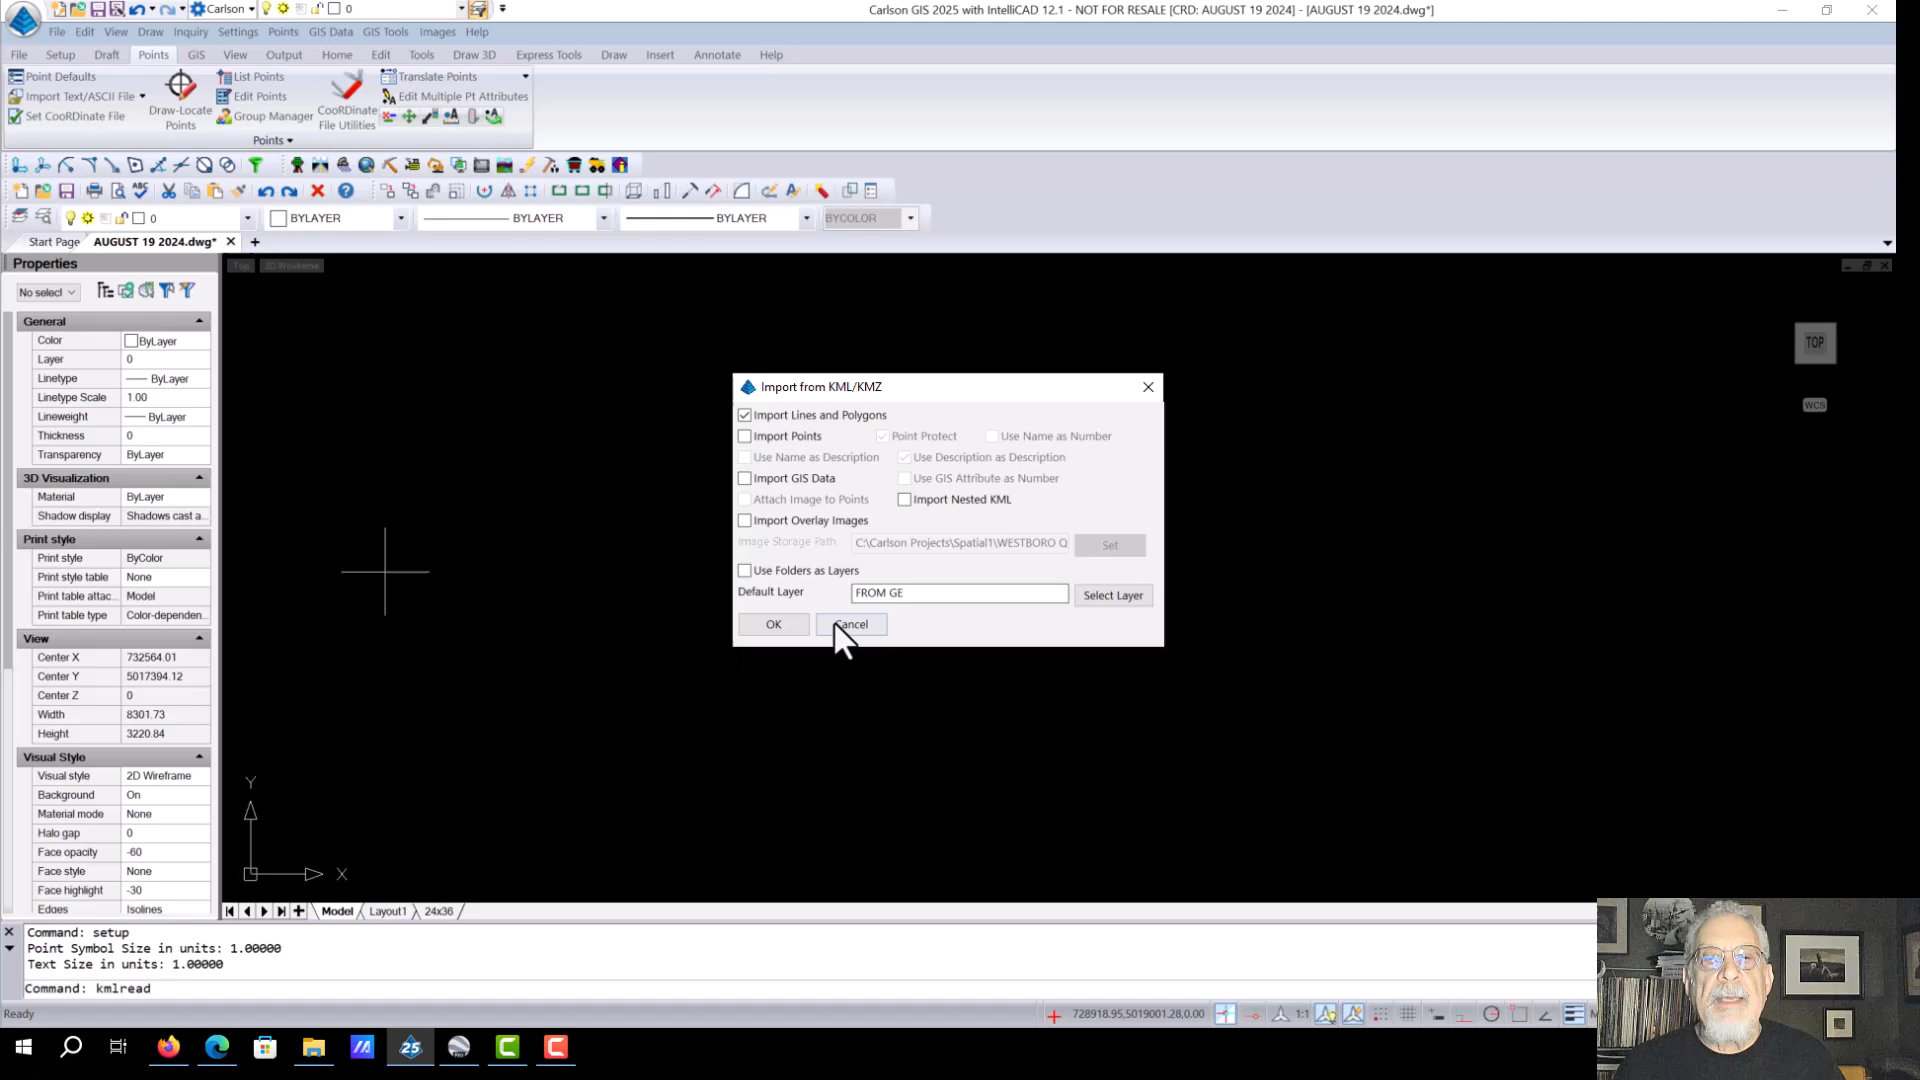 Carlson
0
Carlson GIS 2025 with IntelliCAD 12.1 - NOT FOR RESALE [CRD: AUGUST 19 2024] - [AUGUST 19 2024.dwg*]
File Edit View Draw Inquiry Settings Points GIS Data GIS Tools Images Help
File Setup Draft Points GIS View Output Home Edit Tools Draw 3D Express Tools Draw Insert Annotate Help
Point Defaults
Import Text/ASCII File
Set CooRDinate File
Draw-Locate
Points
List Points
Edit Points
Group Manager
CooRDinate
File Utilities
Translate Points
Edit Multiple Pt Attributes
Points
ABC
0
BYLAYER
BYLAYER
BYLAYER
BYCOLOR
Start Page
AUGUST 19 2024.dwg*
Properties
Top
2D Wireframe
No selecl
General
Color ByLayer
Layer 0
Linetype ByLayer
Linetype Scale 1.00
Lineweight ByLayer
Thickness 0
Transparency ByLayer
3D Visualization
Material ByLayer
Shadow display Shadows cast a...
Print style
Print style ByColor
Print style table None
Print table attac... Model
Print table type Color-dependen...
View
Center X 732564.01
Center Y 5017394.12
Center Z 0
Width 8301.73
Height 3220.84
Visual Style
Visual style 2D Wireframe
Background On
Material mode None
Halo gap 0
Face opacity -60
Face style None
Face highlight -30
Edges Isolines
TOP
WCS
Import from KML/KMZ
Import Lines and Polygons
Import Points Point Protect Use Name as Number
Use Name as Description Use Description as Description
Import GIS Data Use GIS Attribute as Number
Attach Image to Points Import Nested KML
Import Overlay Images
Image Storage Path C:\Carlson Projects\Spatial1\WESTBORO Q Set
Use Folders as Layers
Default Layer FROM GE Select Layer
OK Cancel
Y
X
Model Layout1 24x36
Command: setup
Point Symbol Size in units: 1.00000
Text Size in units: 1.00000
Command: kmlread
Ready
728918.95,5019001.28,0.00
1:1
25